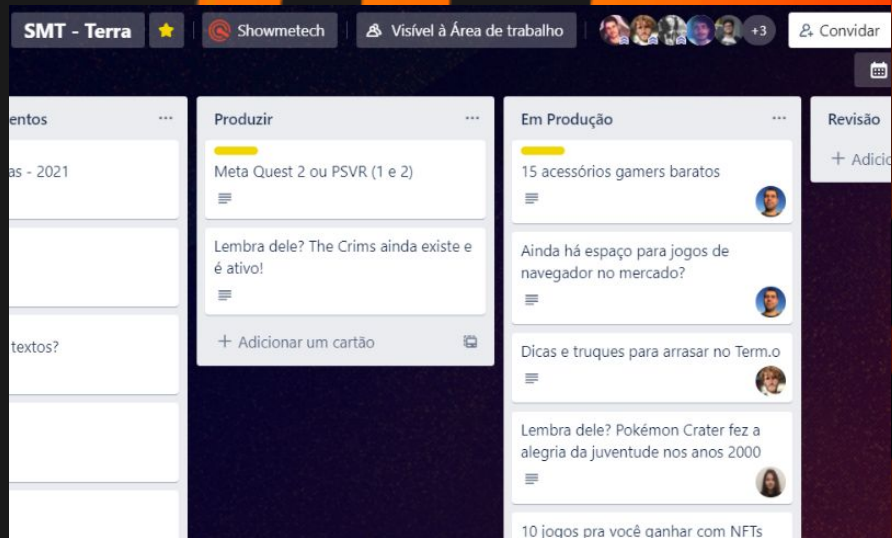 SMT - Terra
Showmetech
Visível à Área de trabalho
+3
Convidar
entos
as - 2021
textos?
Produzir
Meta Quest 2 ou PSVR (1 e 2)
Lembra dele? The Crims ainda existe e
é ativo!
+ Adicionar um cartão
Em Produção
15 acessórios gamers baratos
Ainda há espaço para jogos de
navegador no mercado?
Dicas e truques para arrasar no Term.o
Lembra dele? Pokémon Crater fez a
alegria da juventude nos anos 2000
10 jogos pra você ganhar com NFTs
Revisão
+ Adicio